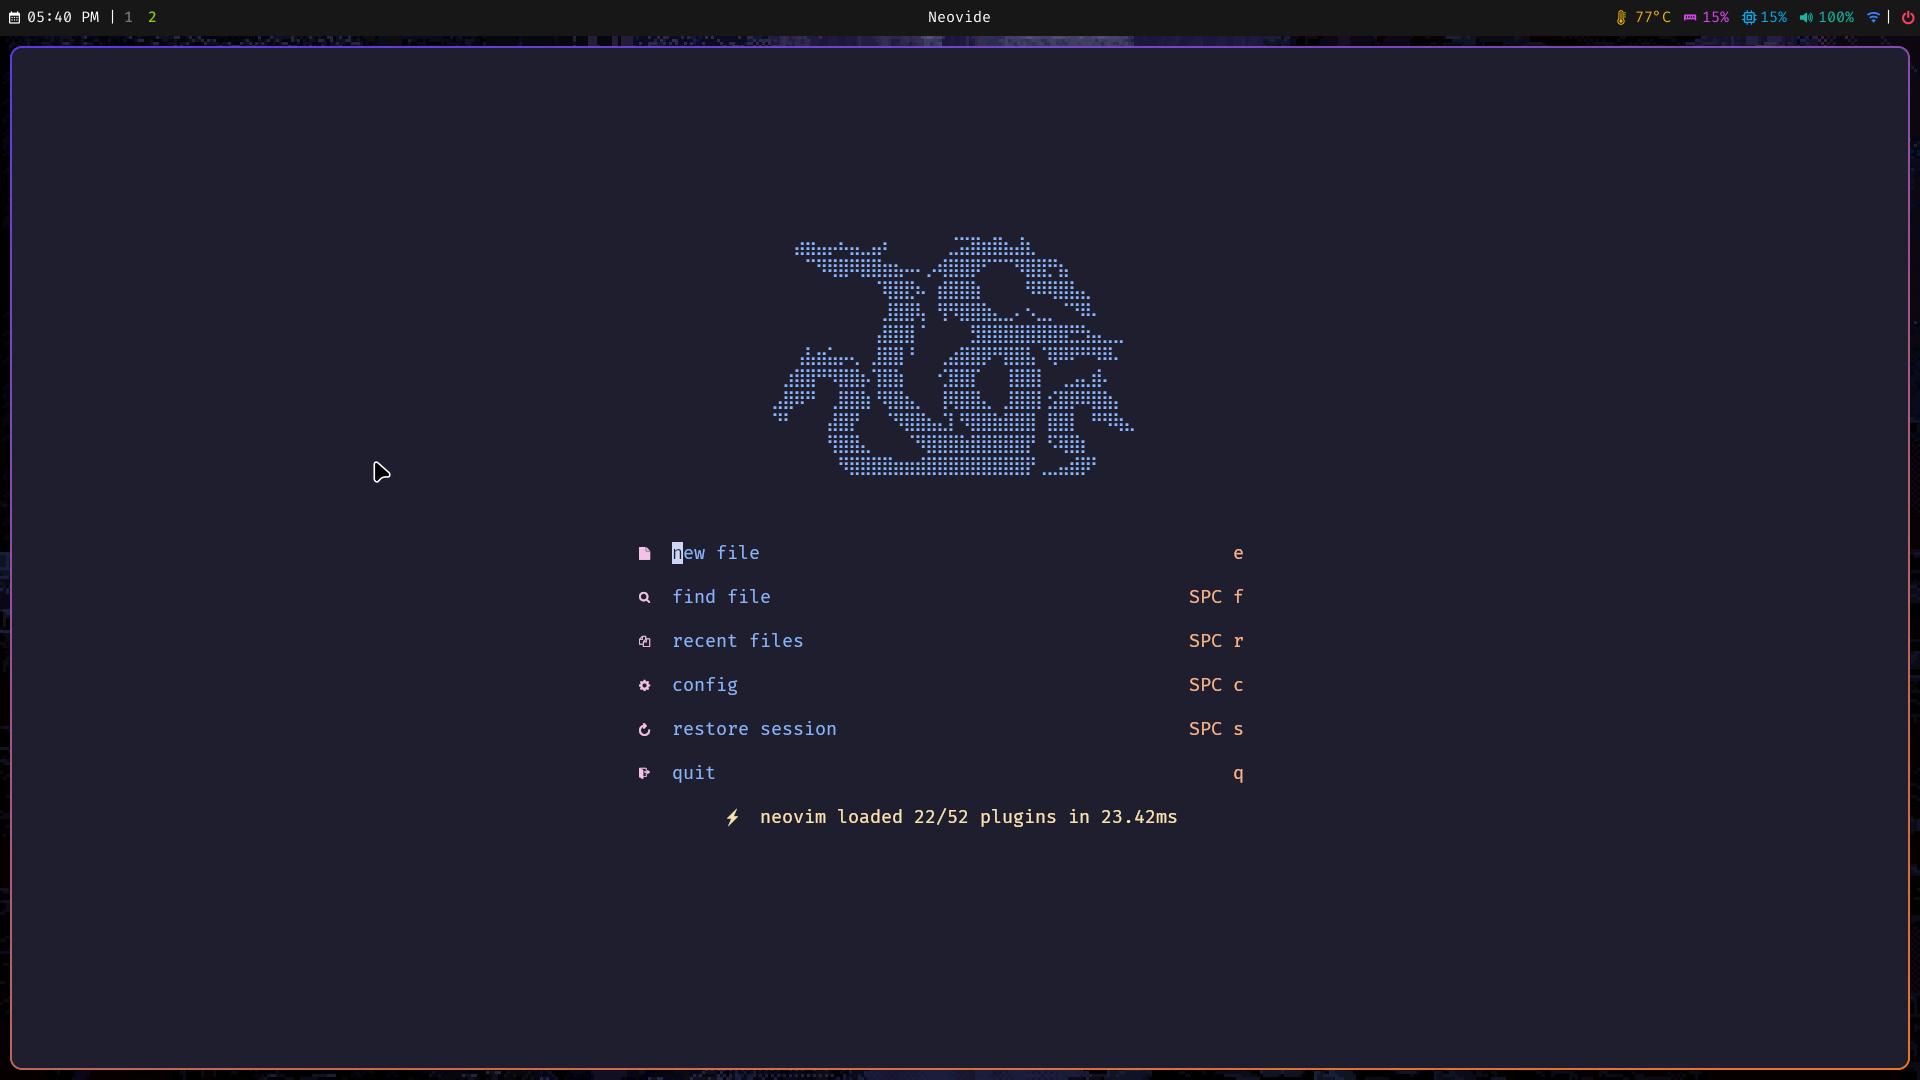 05:40 PM | 1 2
Neovide
77°C 15% 15% 100% |
new file e
find file SPC f
recent files SPC r
config SPC c
restore session SPC s
quit q
neovim loaded 22/52 plugins in 23.42ms